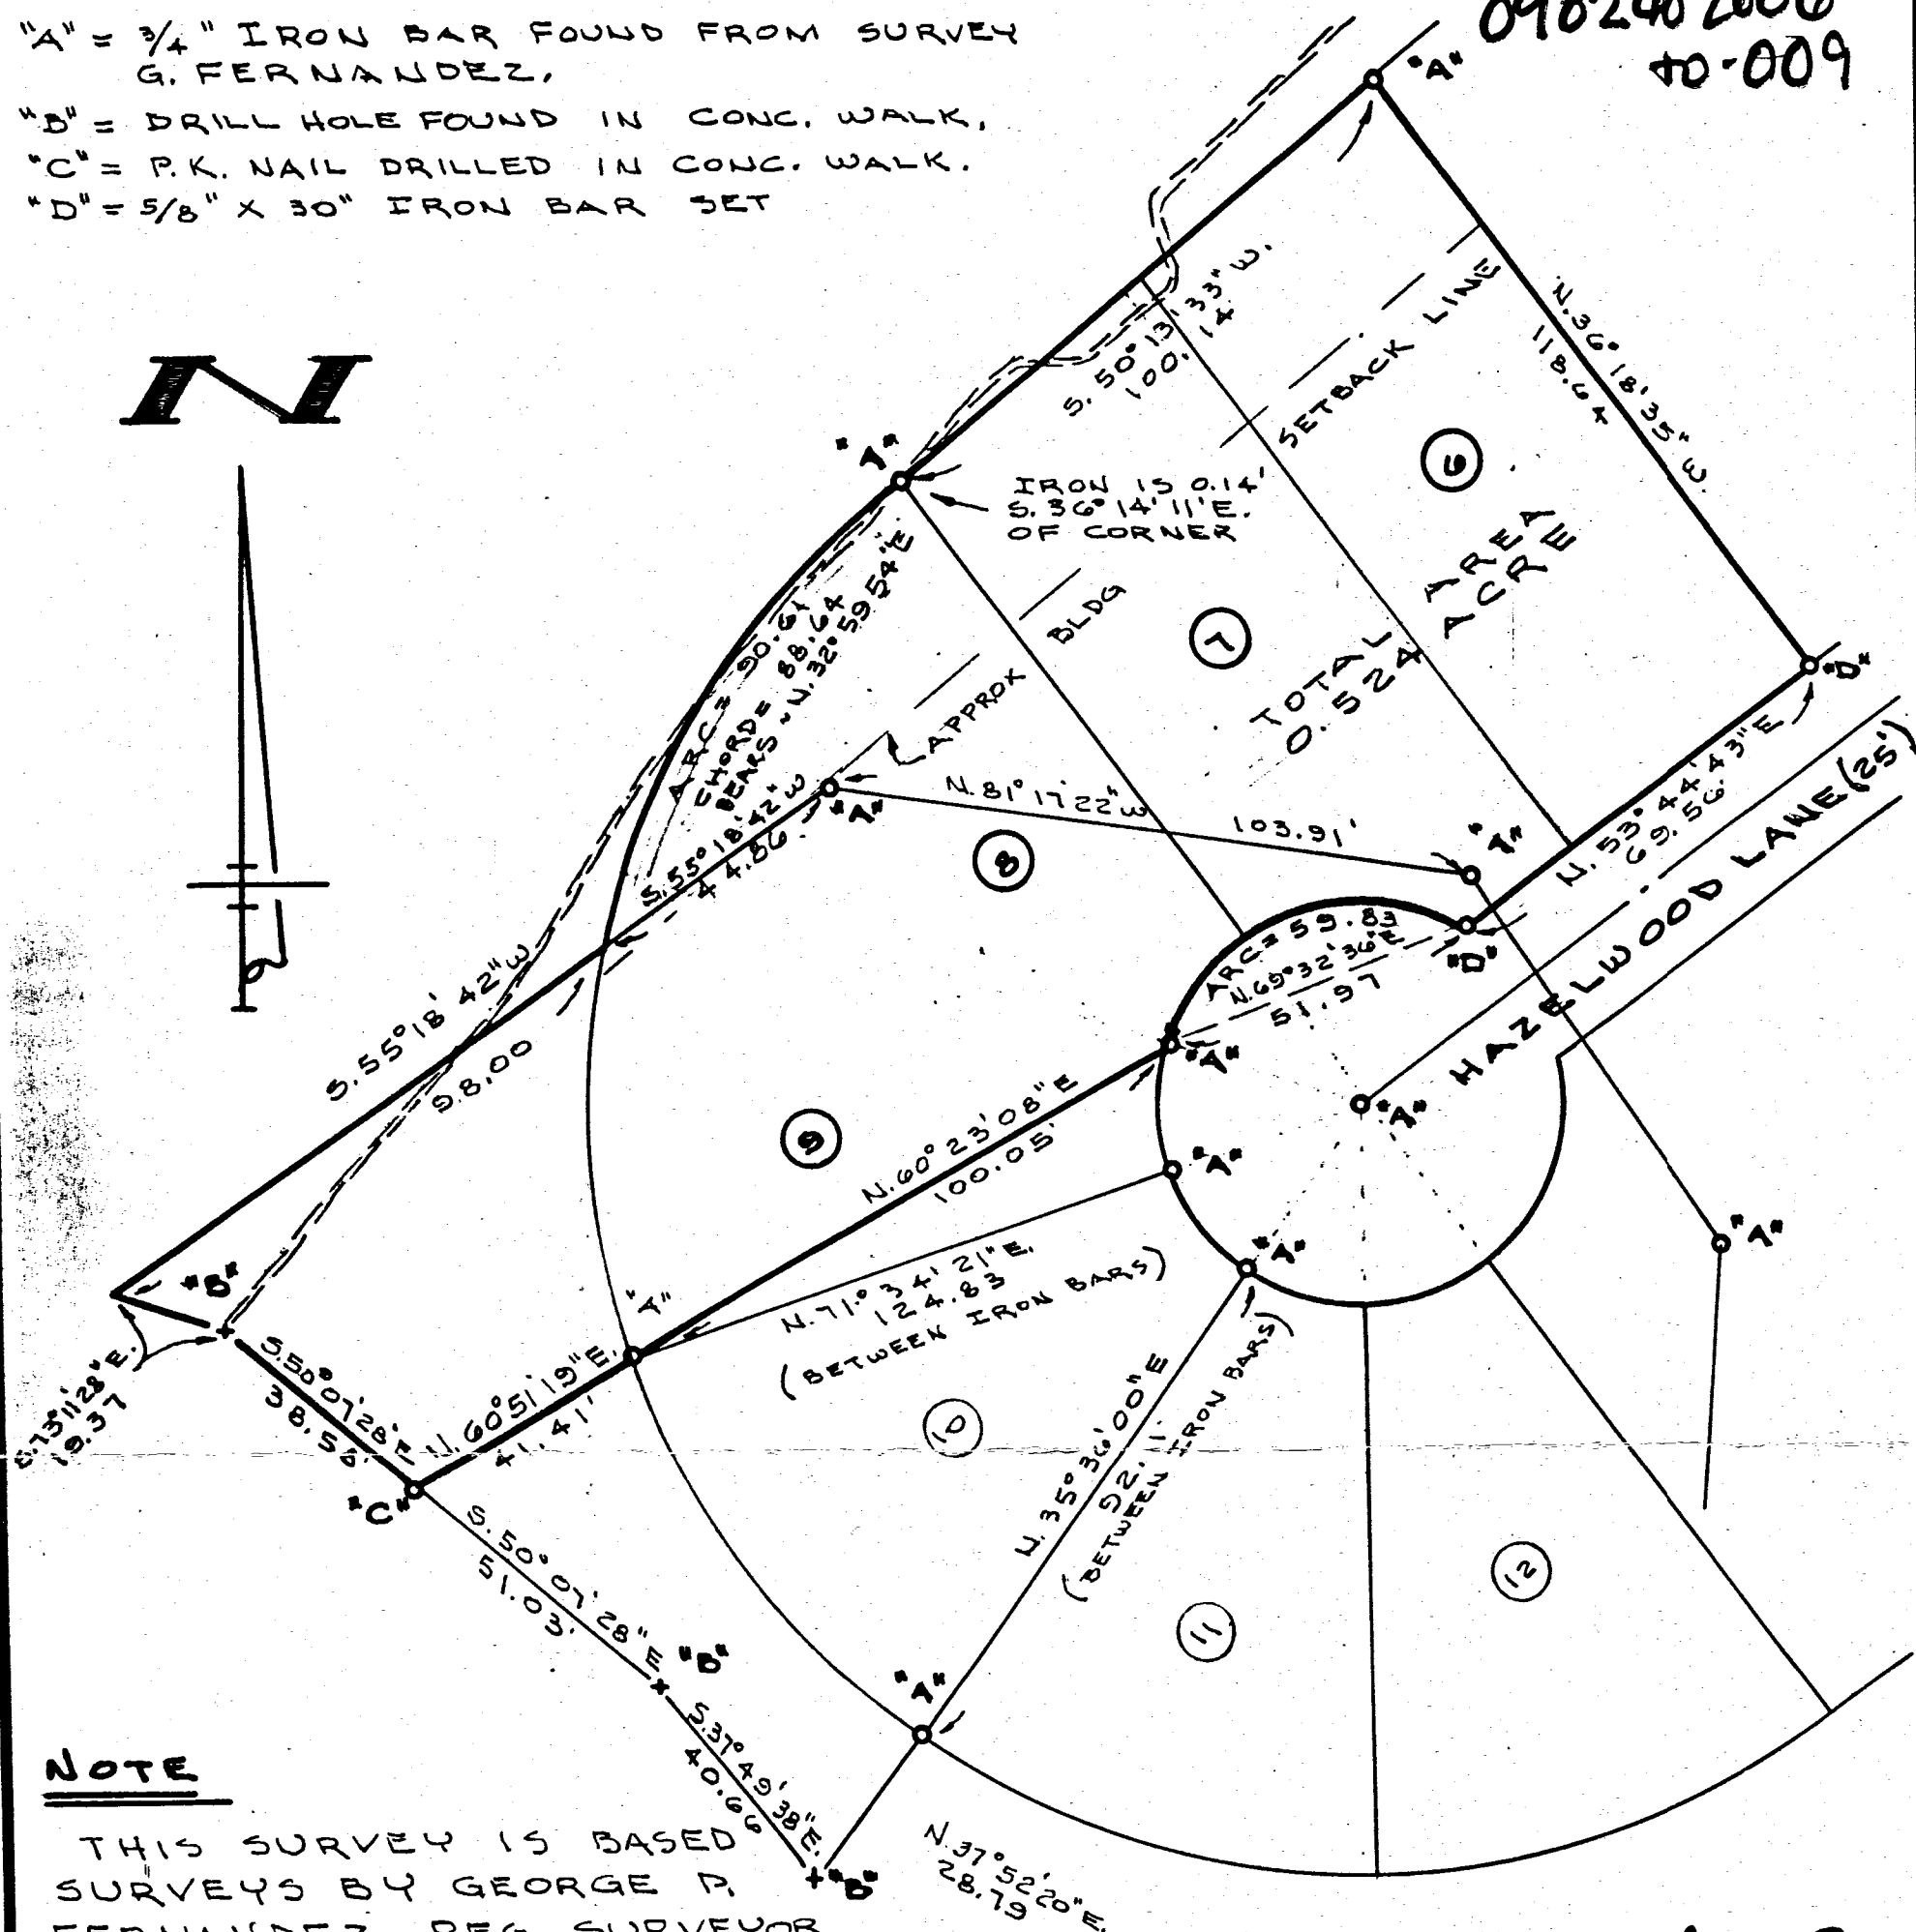 "A" = 3/4" IRON BAR FOUND FROM SURVEY
G. FERNANDEZ.
"B" = DRILL HOLE FOUND IN CONC. WALK.
"C" = P.K. NAIL DRILLED IN CONC. WALK.
"D" = 5/8" X 30" IRON BAR SET
to-009
N
"A"
S. 50° 13' 33" W.
100.14
SETBACK LINE
N. 36° 18' 35" W.
118.64
6
"A"
IRON IS 0.14'
S. 36° 14' 11' E.
OF CORNER
TOTAL AREA
0.524 ACRE
BLDG
7
"D"
ARC = 90.61
CHORD = 88.64
BEARS ~ N. 32° 59' 54" E.
APPROX
S. 55° 18' 42" W
44.86
"A"
N. 81° 17' 22" W
103.91'
"A"
8
N. 53° 44' 43" E
69.56
HAZELWOOD LANE (25')
ARC = 59.83
N. 69° 32' 36" E
51.97
"D"
"A"
"A"
S. 55° 18' 42" W
98.00
9
N. 60° 23' 08" E
100.05'
"A"
"A"
"A"
"B"
S. 73° 11' 28" E.
S. 50° 07' 28" E
"A"
N. 71° 34' 21" E.
124.83
(BETWEEN IRON BARS)
N. 60° 51' 19" E.
41.41'
"C"
10
N. 35° 36' 00" E
(BETWEEN IRON BARS)
S. 50° 07' 28" E
51.03'
"B"
11
12
"A"
S. 37° 49' 38" E.
40.66
"B"
N. 37° 52' 20" E.
28.79
NOTE
THIS SURVEY IS BASED
SURVEYS BY GEORGE P.
FERNANDEZ REG. SURVEYOR